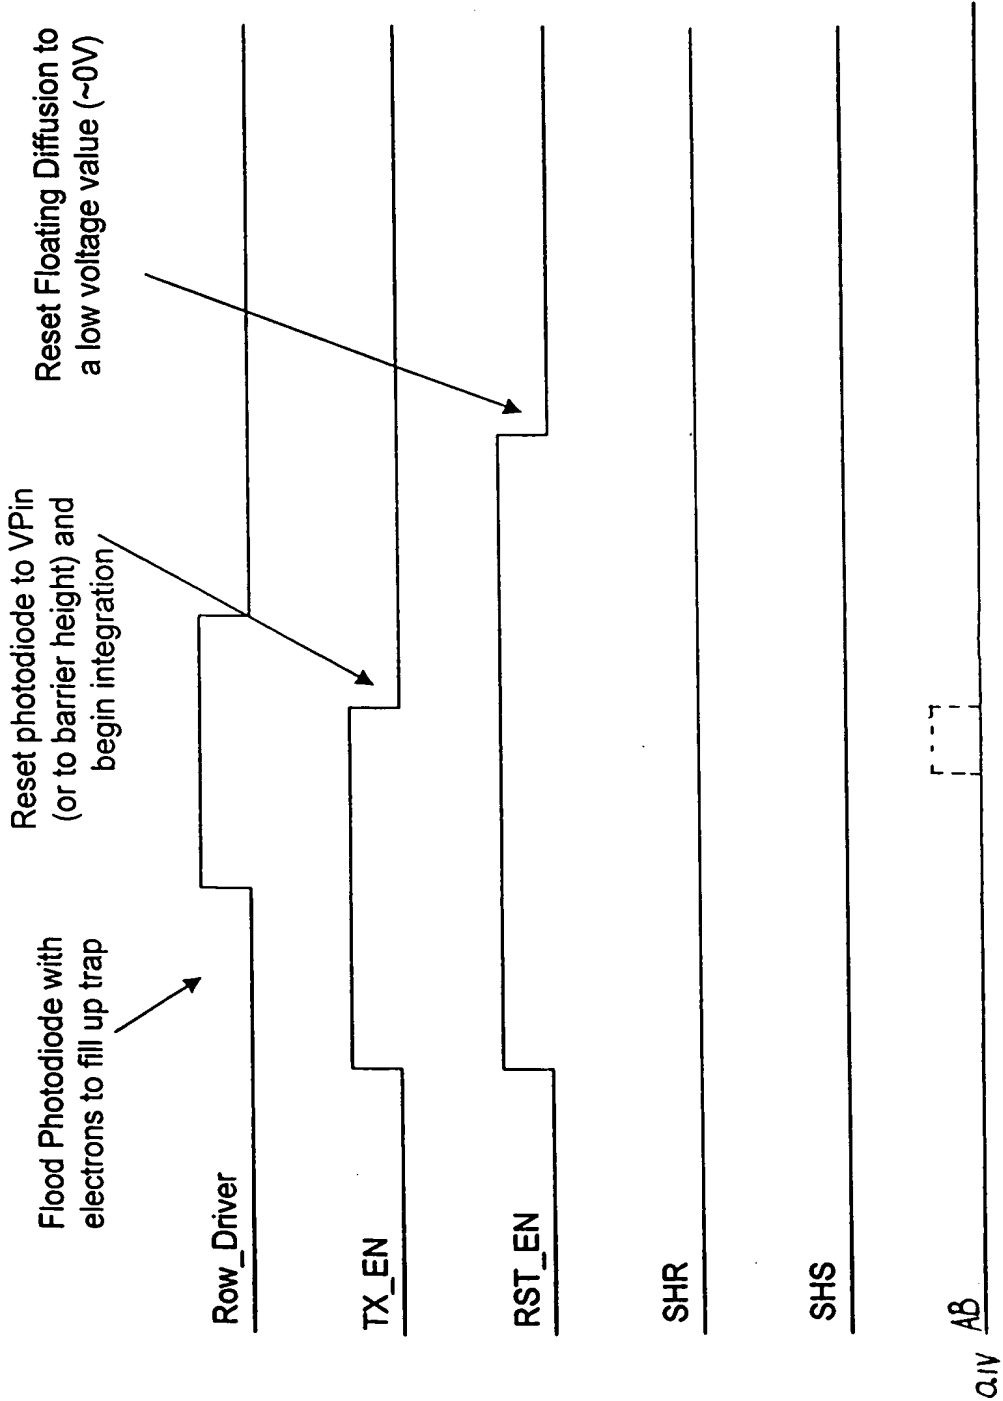 Flood Photodiode with
electrons to fill up trap
Reset photodiode to VPin
(or to barrier height) and
begin integration
Reset Floating Diffusion to
a low voltage value (~0V)
Row_Driver
TX_EN
RST_EN
SHR
SHS
AB